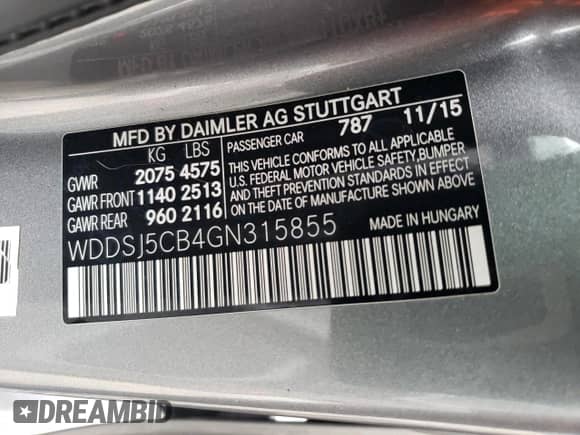 MFD BY DAIMLER AG STUTTGART
KG LBS
GVWR 2075 4575
GAWR FRONT 1140 2513
GAWR REAR 960 2116
PASSENGER CAR 787 11/15
THIS VEHICLE CONFORMS TO ALL APPLICABLE
U.S. FEDERAL MOTOR VEHICLE SAFETY, BUMPER
AND THEFT PREVENTION STANDARDS IN EFFECT
ON THE DATE OF MANUFACTURE SHOWN ABOVE.
WDDSJ5CB4GN315855
MADE IN HUNGARY
DREAMBID